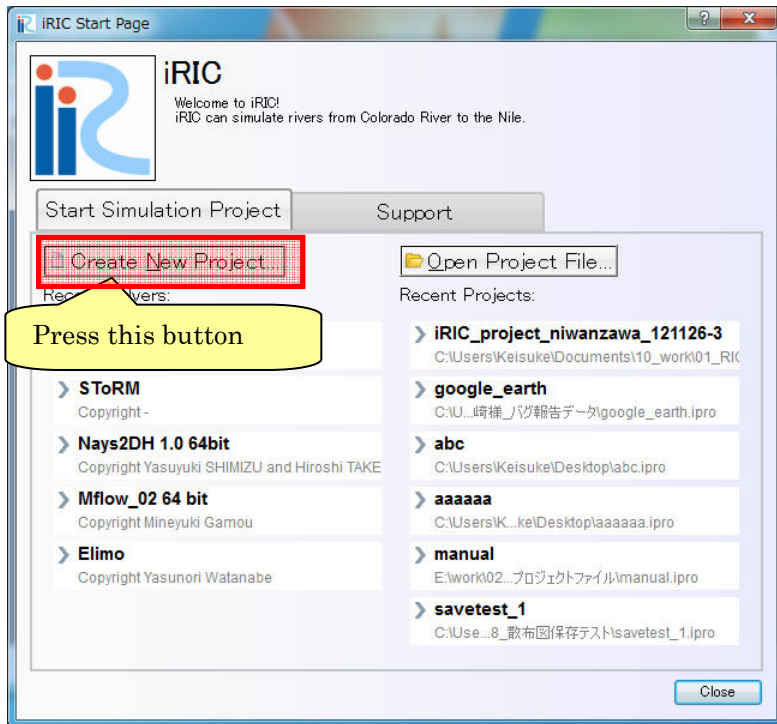 iRIC Start Page
iRIC
Welcome to iRIC!
iRIC can simulate rivers from Colorado River to the Nile.
Start Simulation Project
Support
Create New Project...
Open Project File...
Recent Projects:
Press this button
SToRM
Copyright -
Nays2DH 1.0 64bit
Copyright Yasuyuki SHIMIZU and Hiroshi TAKE
Mflow_02 64 bit
Copyright Mineyuki Gamou
Elimo
Copyright Yasunori Watanabe
iRIC_project_niwanzawa_121126-3
C:\Users\Keisuke\Documents\10_work\01_RIC
google_earth
C:\U...崎様_バグ報告データ\google_earth.ipro
abc
C:\Users\Keisuke\Desktop\abc.ipro
aaaaaa
C:\Users\K...ke\Desktop\aaaaaa.ipro
manual
E:\work\02...プロジェクトファイル\manual.ipro
savetest_1
C:\Use...8_散布図保存テスト\savetest_1.ipro
Close